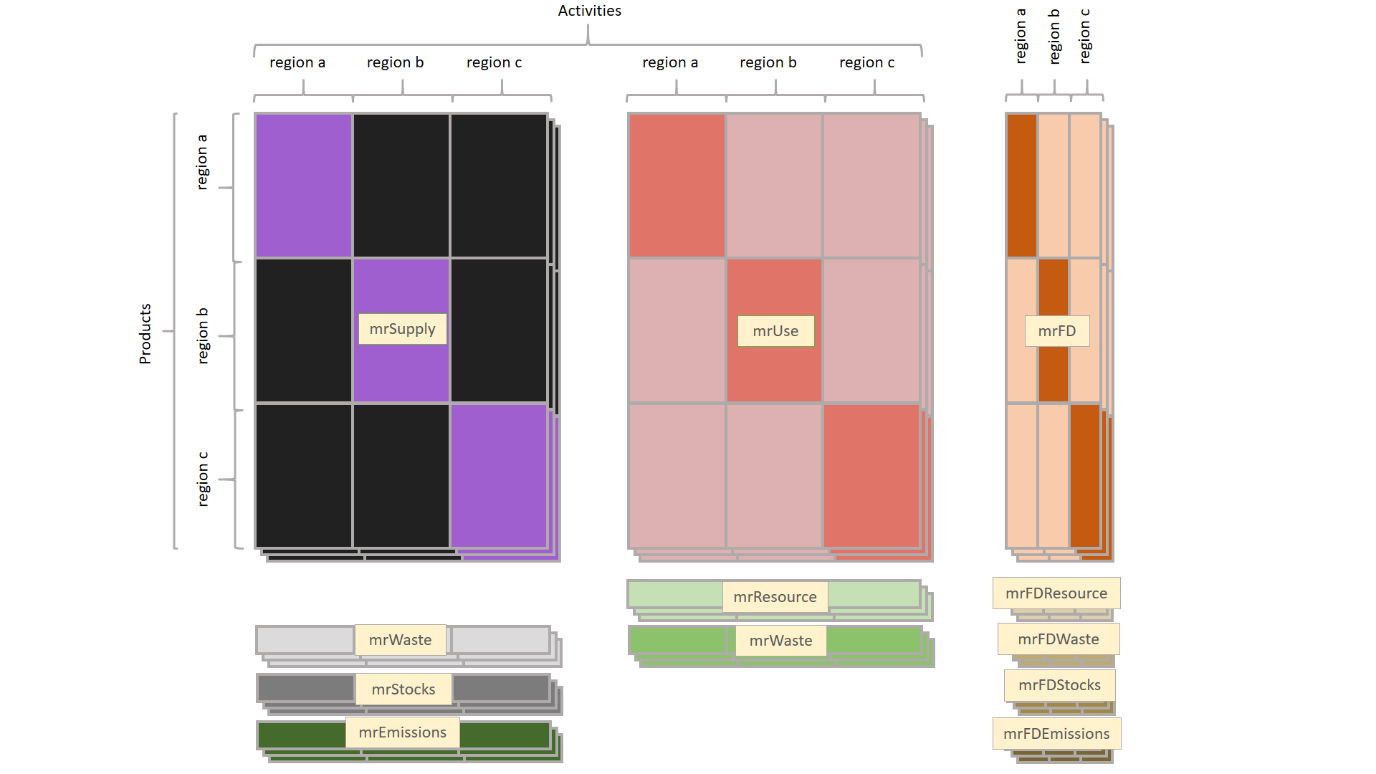 Activities
region a
region b
region c
region a
region b
region c
region a
region b
region c
Products
region a
region b
region c
mrSupply
mrUse
mrFD
mrResource
mrFDResource
mrWaste
mrWaste
mrFDWaste
mrStocks
mrFDStocks
mrEmissions
mrFDEmissions